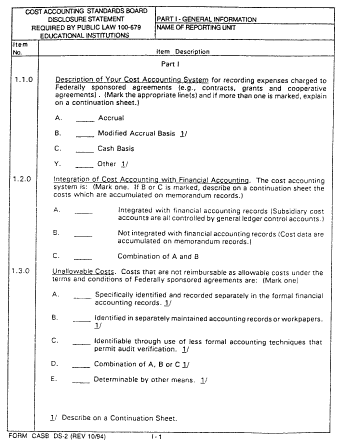 COST ACCOUNTING STANDARDS BOARD
DISCLOSURE STATEMENT
REQUIRED BY PUBLIC LAW 100-679
EDUCATIONAL INSTITUTIONS
PART I - GENERAL INFORMATION
NAME OF REPORTING UNIT
Item
No.
Item Description
Part I
1.1.0
Description of Your Cost Accounting System for recording expenses charged to
Federally sponsored agreements (e.g., contracts, grants and cooperative
agreements). (Mark the appropriate line(s) and if more than one is marked, explain
on a continuation sheet.)
A. ____ Accrual
B. ____ Modified Accrual Basis 1/
C. ____ Cash Basis
Y. ____ Other 1/
1.2.0
Integration of Cost Accounting with Financial Accounting. The cost accounting
system is: (Mark one. If B or C is marked, describe on a continuation sheet the
costs which are accumulated on memorandum records.)
A. ____ Integrated with financial accounting records (Subsidiary cost
accounts are all controlled by general ledger control accounts.)
B. ____ Not integrated with financial accounting records (Cost data are
accumulated on memorandum records.)
C. ____ Combination of A and B
1.3.0
Unallowable Costs. Costs that are not reimbursable as allowable costs under the
terms and conditions of Federally sponsored agreements are: (Mark one)
A. ____ Specifically identified and recorded separately in the formal financial
accounting records. 1/
B. ____ Identified in separately maintained accounting records or workpapers.
1/
C. ____ Identifiable through use of less formal accounting techniques that
permit audit verification. 1/
D. ____ Combination of A, B or C 1/
E. ____ Determinable by other means. 1/
1/ Describe on a Continuation Sheet.
FORM CASB DS-2 (REV 10/94) I - 1